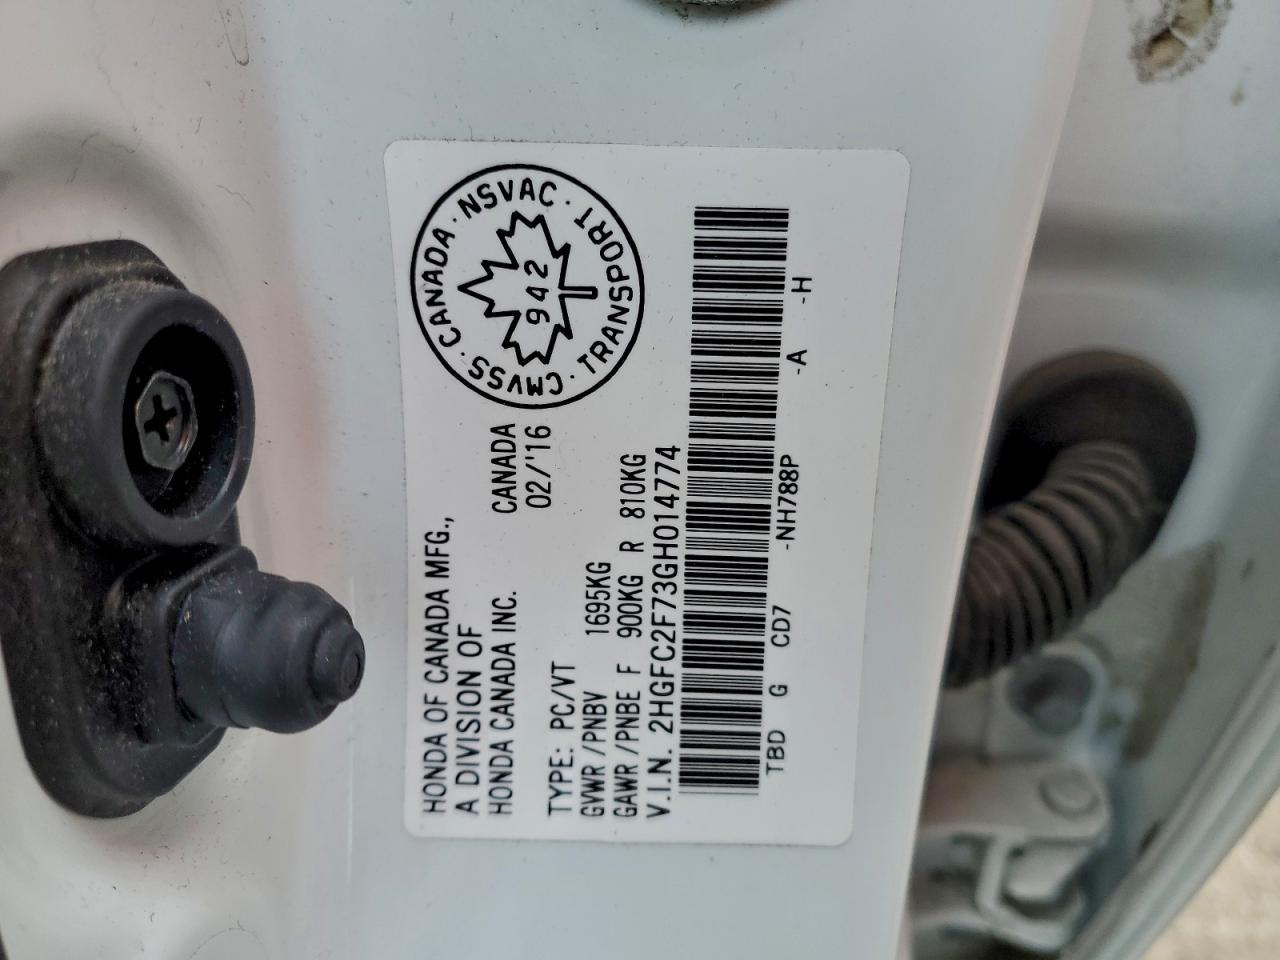 HONDA OF CANADA MFG.,
A DIVISION OF
HONDA CANADA INC.
CANADA
02/'16
CMVSS · CANADA · NSVAC · TRANSPORT ·
942
TYPE: PC/VT
GVWR/PNBV 1695KG
GAWR/PNBE F 900KG R 810KG
V.I.N. 2HGFC2F73GH014774
TBD G CD7 -NH788P -A -H